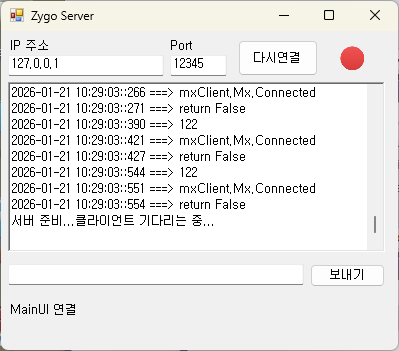 Zygo Server
IP 주소
Port
127.0.0.1
12345
다시연결
2026-01-21 10:29:03::266 ===> mxClient.Mx.Connected
2026-01-21 10:29:03::271 ===> return False
2026-01-21 10:29:03::390 ===> 122
2026-01-21 10:29:03::421 ===> mxClient.Mx.Connected
2026-01-21 10:29:03::427 ===> return False
2026-01-21 10:29:03::544 ===> 122
2026-01-21 10:29:03::551 ===> mxClient.Mx.Connected
2026-01-21 10:29:03::554 ===> return False
서버 준비...클라이언트 기다리는 중...
보내기
MainUI 연결